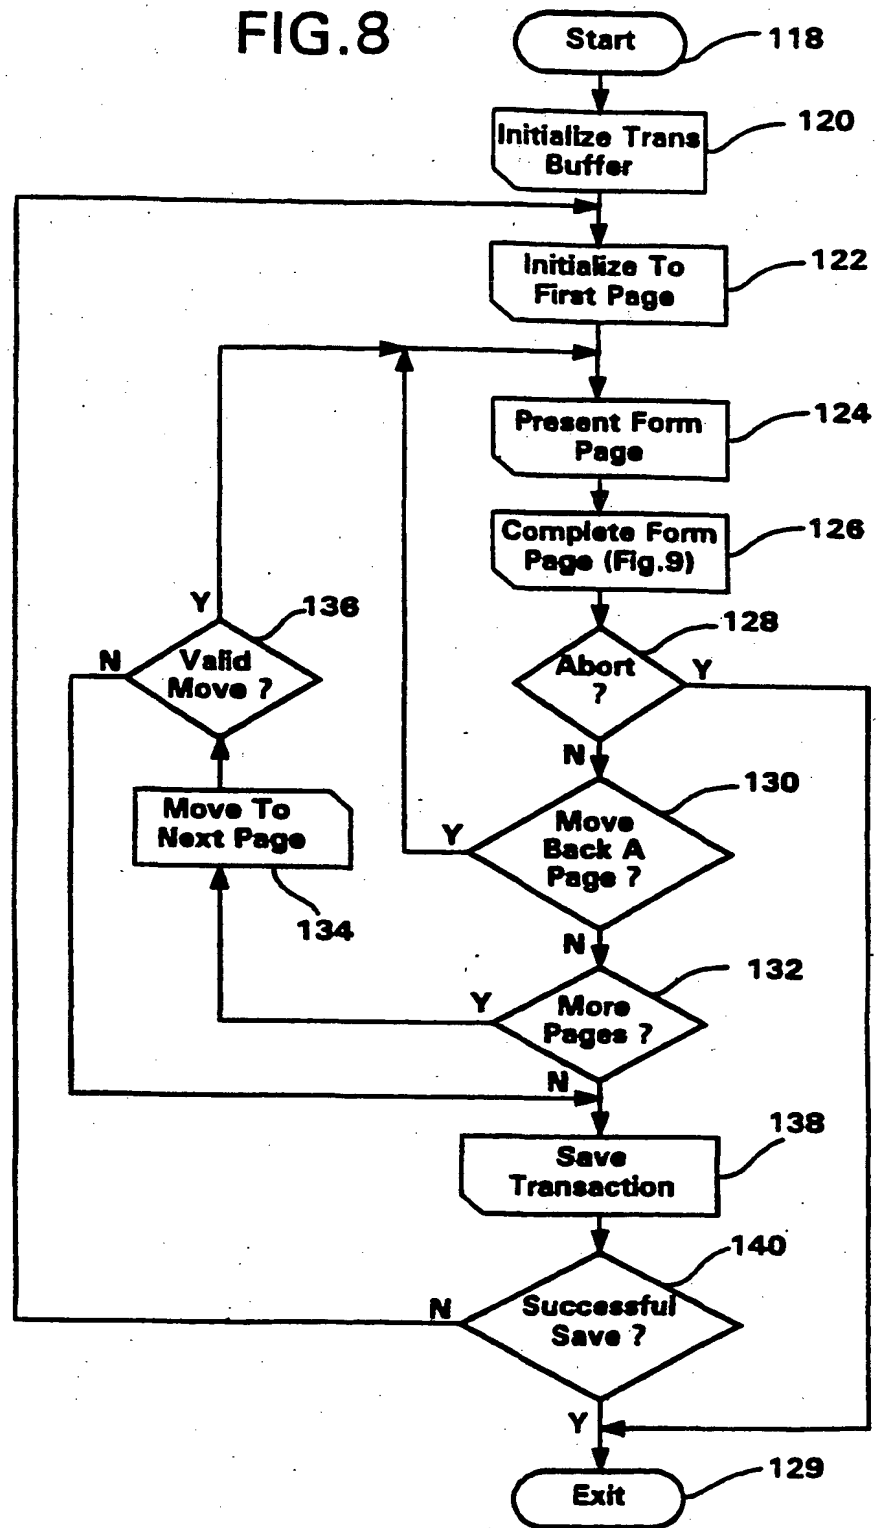 FIG.8
Start
118
Initialize Trans
Buffer
120
Initialize To
First Page
122
Present Form
Page
124
Complete Form
Page (Fig.9)
126
Abort
?
128
Y
N
Move
Back A
Page ?
130
Y
N
More
Pages ?
132
Y
N
Move To
Next Page
134
Valid
Move ?
136
Y
N
Save
Transaction
138
Successful
Save ?
140
N
Y
Exit
129